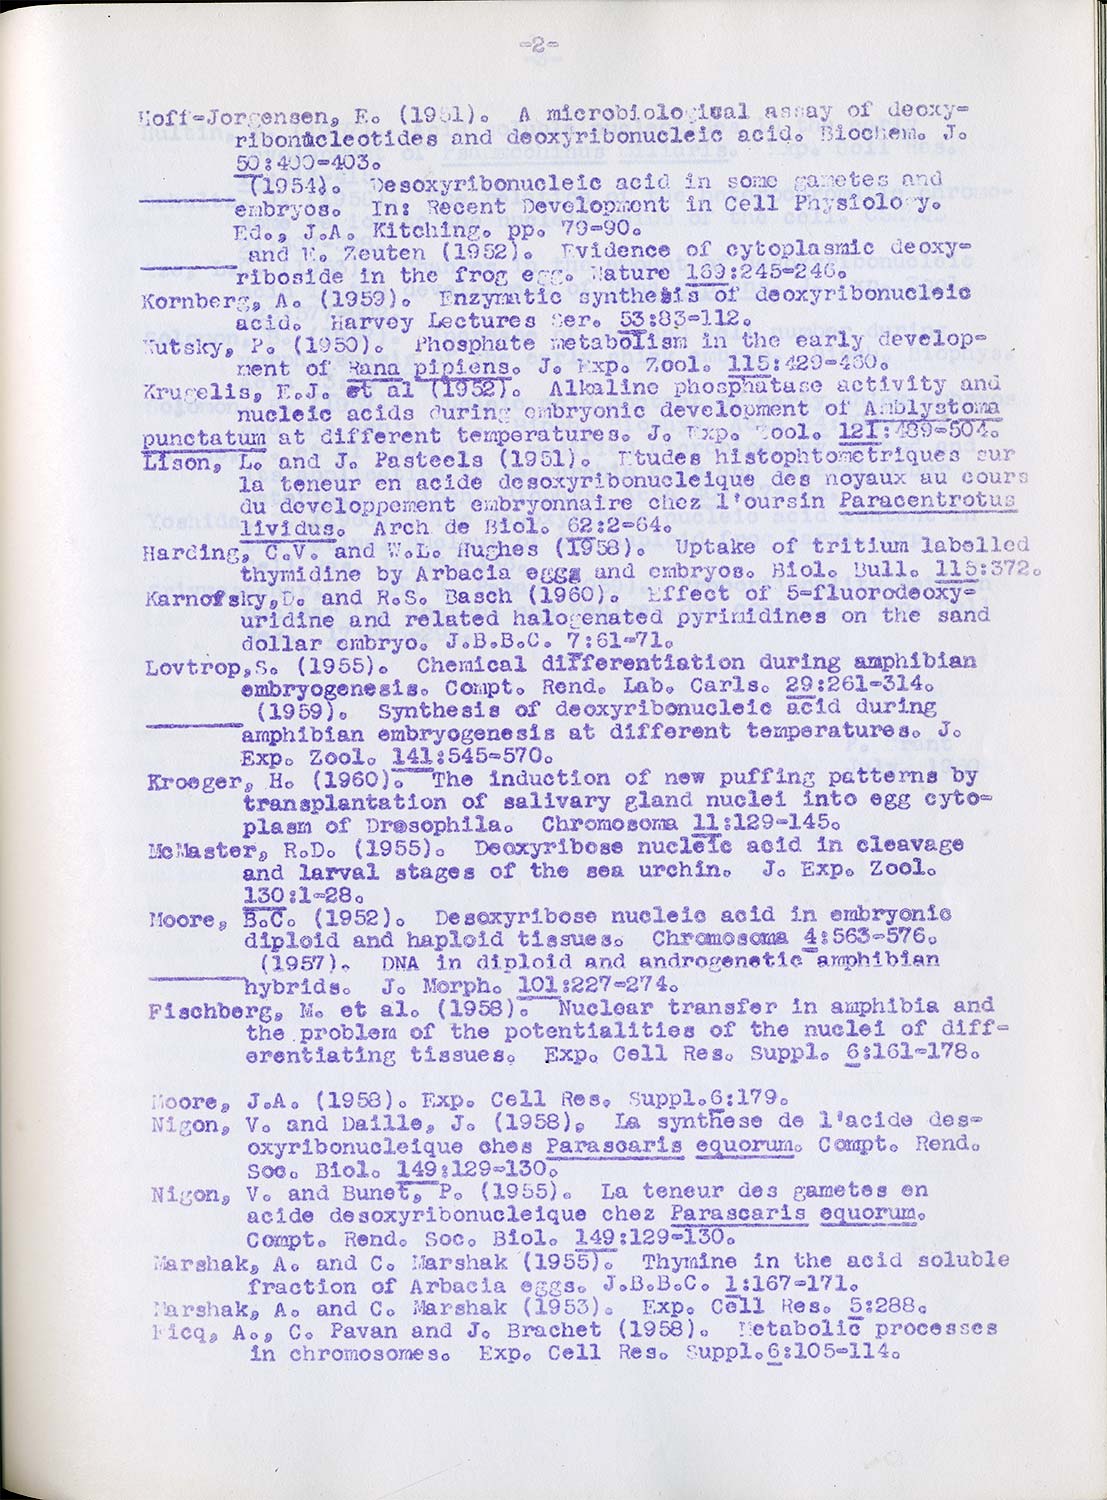 -2-
Hoff-Jorgensen, E. (1951). A microbiological assay of deoxy-
ribonucleotides and deoxyribonucleic acid. Biochem. J.
50:400-403.
_______ (1954). Desoxyribonucleic acid in some gametes and
embryos. In: Recent Development in Cell Physiology.
Ed., J.A. Kitching. pp. 79-90.
_______ and E. Zeuten (1952). Evidence of cytoplasmic deoxy-
riboside in the frog egg. Nature 169:245-246.
Kornberg, A. (1959). Enzymatic synthesis of deoxyribonucleic
acid. Harvey Lectures Ser. 53:83-112.
Kutsky, P. (1950). Phosphate metabolism in the early develop-
ment of Rana pipiens. J. Exp. Zool. 115:429-460.
Krugelis, E.J. et al (1952). Alkaline phosphatase activity and
nucleic acids during embryonic development of Amblystoma
punctatum at different temperatures. J. Exp. Zool. 121:489-504.
Lison, L. and J. Pasteels (1951). Etudes histophtometriques sur
la teneur en acide desoxyribonucleique des noyaux au cours
du developpement embryonnaire chez l'oursin Paracentrotus
lividus. Arch de Biol. 62:2-64.
Harding, C.V. and W.L. Hughes (1958). Uptake of tritium labelled
thymidine by Arbacia eggs and embryos. Biol. Bull. 115:372.
Karnofsky,D. and R.S. Basch (1960). Effect of 5-fluorodeoxy-
uridine and related halogenated pyrimidines on the sand
dollar embryo. J.B.B.C. 7:61-71.
Lovtrop,S. (1955). Chemical differentiation during amphibian
embryogenesis. Compt. Rend. Lab. Carls. 29:261-314.
_______ (1959). Synthesis of deoxyribonucleic acid during
amphibian embryogenesis at different temperatures. J.
Exp. Zool. 141:545-570.
Kroeger, H. (1960). The induction of new puffing patterns by
transplantation of salivary gland nuclei into egg cyto-
plasm of Drosophila. Chromosoma 11:129-145.
McMaster, R.D. (1955). Deoxyribose nucleic acid in cleavage
and larval stages of the sea urchin. J. Exp. Zool.
130:1-28.
Moore, B.C. (1952). Desoxyribose nucleic acid in embryonic
diploid and haploid tissues. Chromosoma 4:563-576.
_______ (1957). DNA in diploid and androgenetic amphibian
hybrids. J. Morph. 101:227-274.
Fischberg, M. et al. (1958). Nuclear transfer in amphibia and
the problem of the potentialities of the nuclei of diff-
erentiating tissues. Exp. Cell Res. Suppl. 6:161-178.
Moore, J.A. (1958). Exp. Cell Res. Suppl.6:179.
Nigon, V. and Daille, J. (1958). La synthese de l'acide des-
oxyribonucleique ches Parascaris equorum. Compt. Rend.
Soc. Biol. 149:129-130.
Nigon, V. and Bunet, P. (1955). La teneur des gametes en
acide desoxyribonucleique chez Parascaris equorum.
Compt. Rend. Soc. Biol. 149:129-130.
Marshak, A. and C. Marshak (1955). Thymine in the acid soluble
fraction of Arbacia eggs. J.B.B.C. 1:167-171.
Marshak, A. and C. Marshak (1953). Exp. Cell Res. 5:288.
Ficq, A., C. Pavan and J. Brachet (1958). Metabolic processes
in chromosomes. Exp. Cell Res. Suppl.6:105-114.